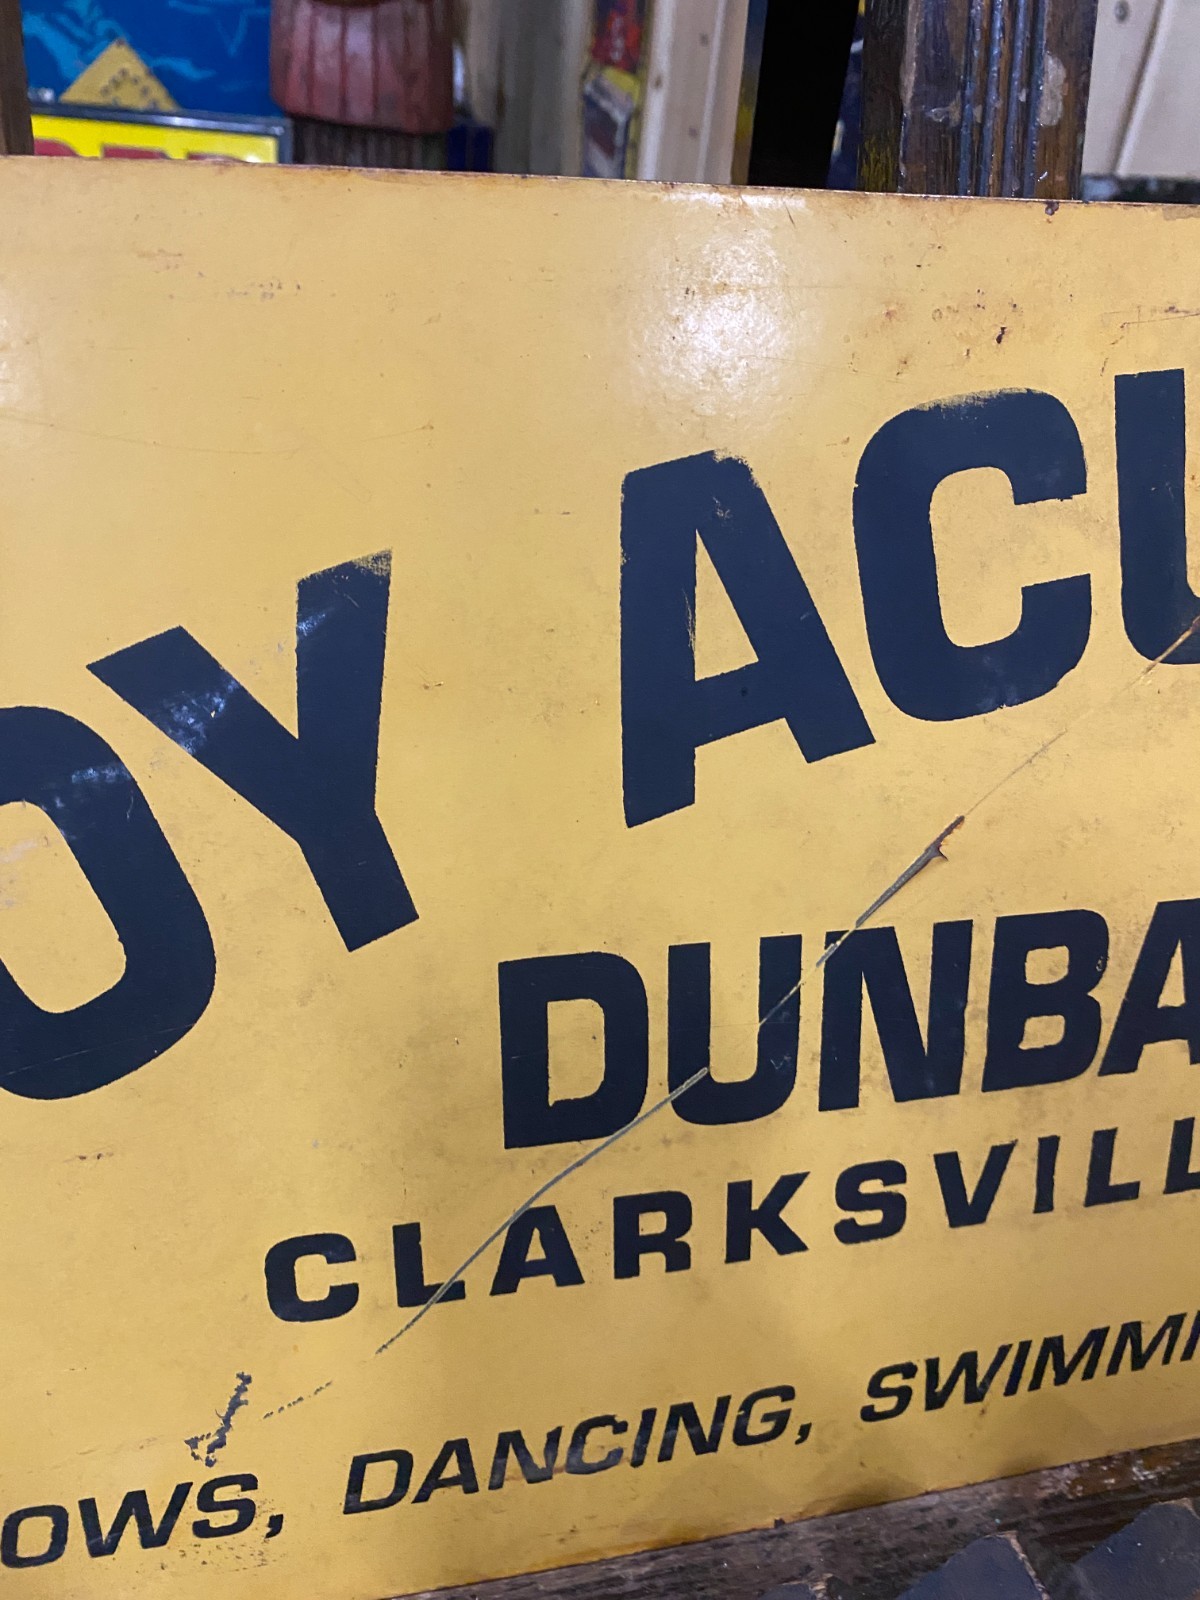 OY ACU
DUNBA
CLARKSVILL
OWS, DANCING, SWIMMI